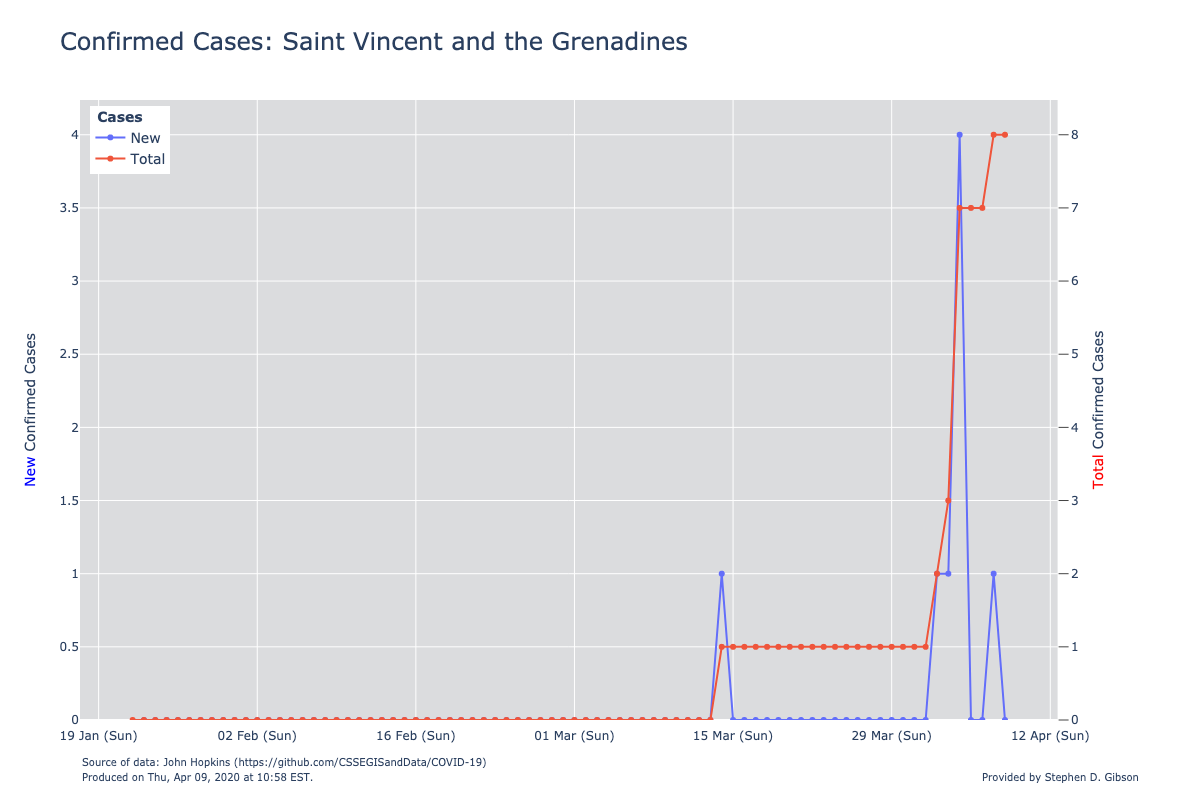 Confirmed Cases: Saint Vincent and the Grenadines
Cases
New
Total
4
3.5
3
2.5
2
1.5
1
0.5
0
New Confirmed Cases
8
7
6
5
4
3
2
1
0
Total Confirmed Cases
19 Jan (Sun)
02 Feb (Sun)
16 Feb (Sun)
01 Mar (Sun)
15 Mar (Sun)
29 Mar (Sun)
12 Apr (Sun)
Source of data: John Hopkins (https://github.com/CSSEGISandData/COVID-19)
Produced on Thu, Apr 09, 2020 at 10:58 EST.
Provided by Stephen D. Gibson